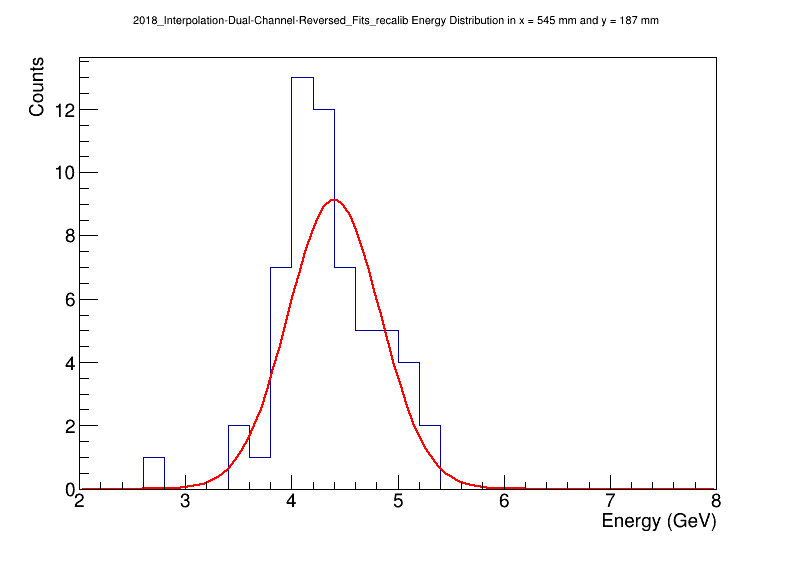 2018_Interpolation-Dual-Channel-Reversed_Fits_recalib Energy Distribution in x = 545 mm and y = 187 mm
Counts
12
10
8
6
4
2
0
2 3 4 5 6 7 8
Energy (GeV)